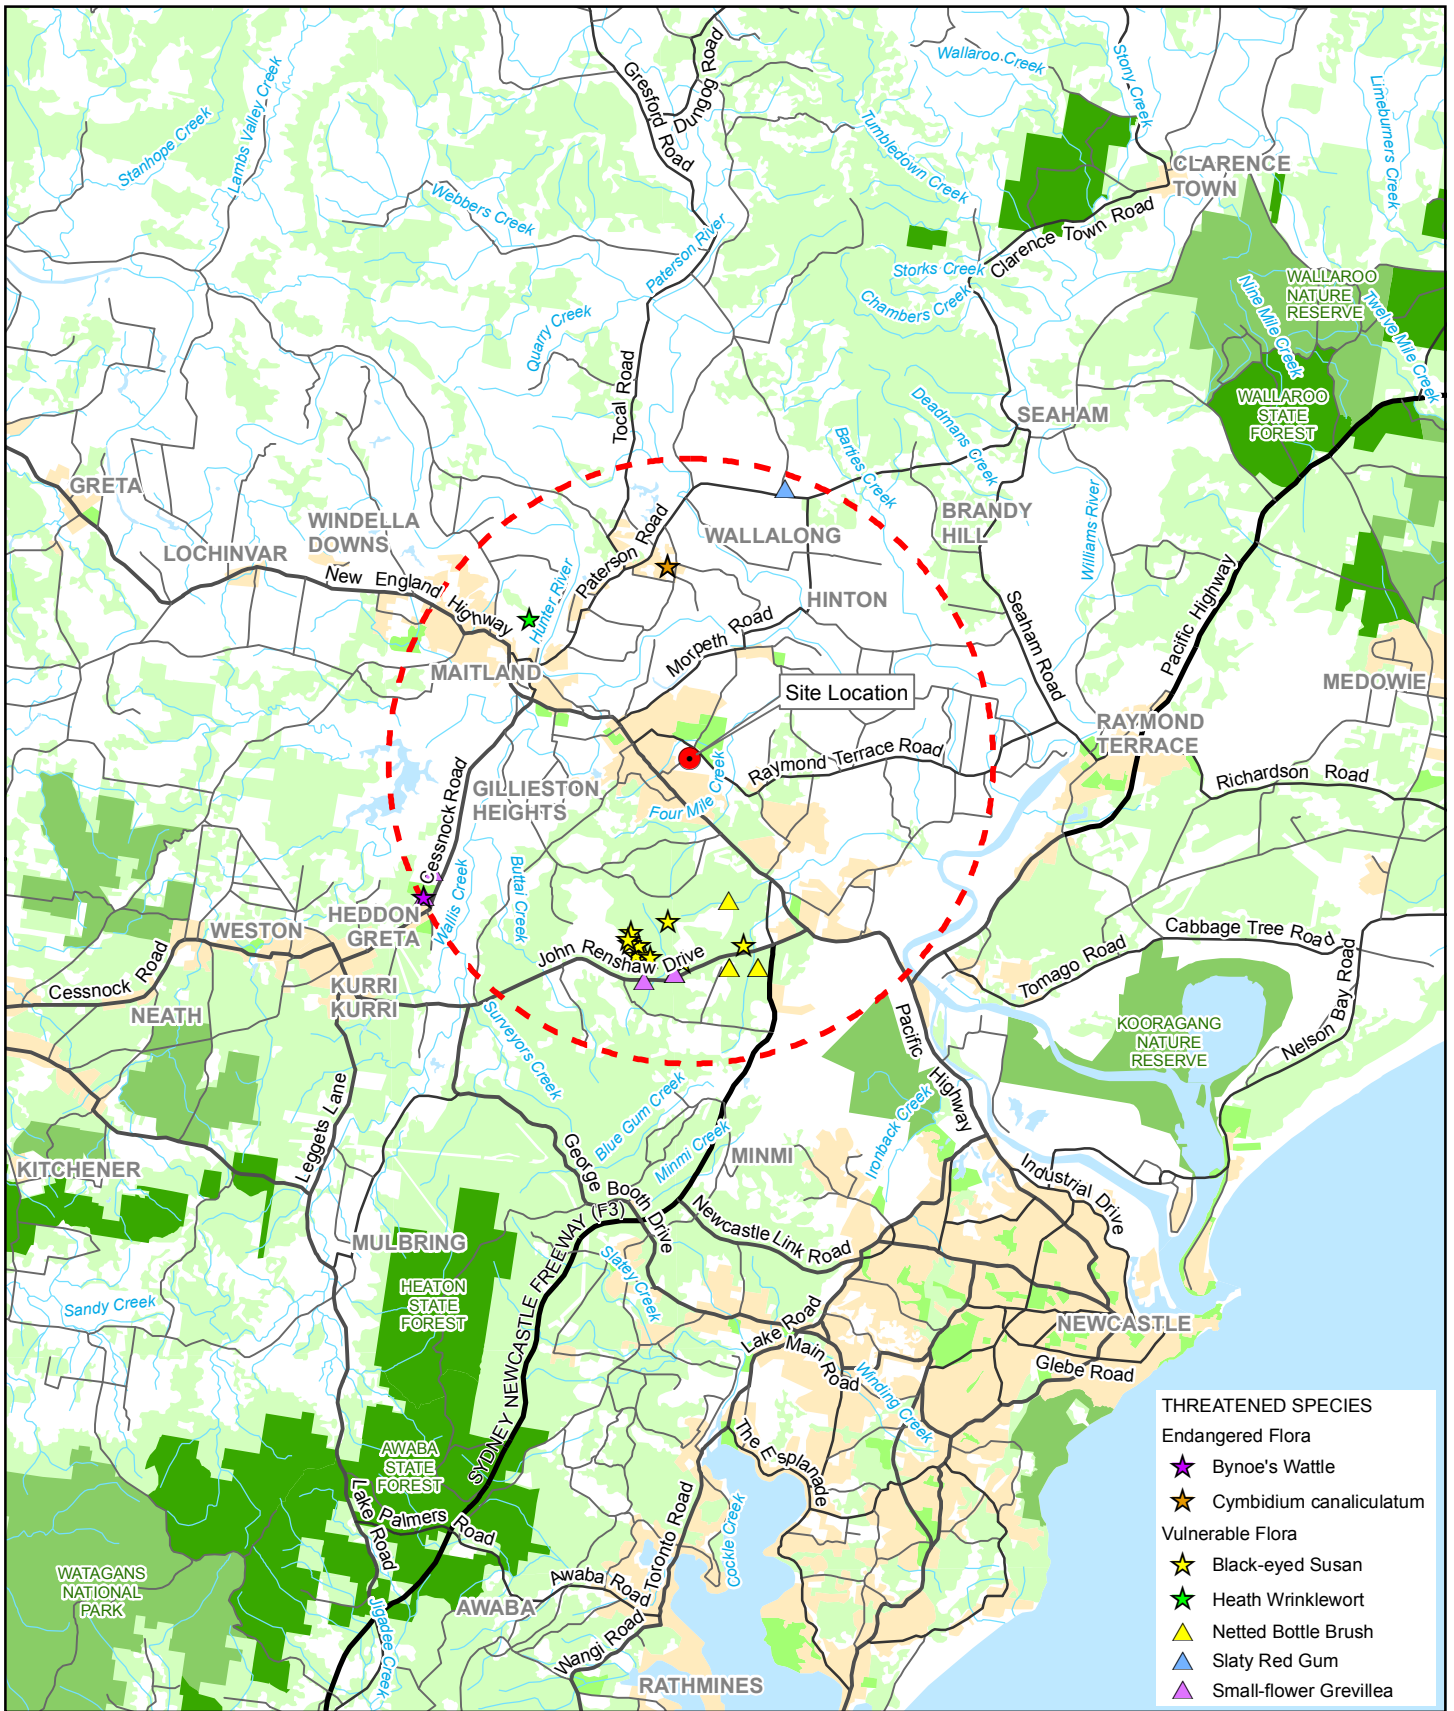 Gresford Road
Dungog Road
Wallaroo Creek
Stony Creek
Limeburners Creek
Stanhope Creek
Lambs Valley Creek
Tumbledown Creek
CLARENCE
TOWN
Webbers Creek
Clarence Town Road
Paterson River
Storks Creek
Chambers Creek
WALLAROO
NATURE
RESERVE
Nine Mile Creek
Twelve Mile Creek
Quarry Creek
Tocal Road
Deadmans Creek
WALLAROO
STATE
FOREST
SEAHAM
Barties Creek
GRETA
WINDELLA
DOWNS
LOCHINVAR
BRANDY
HILL
WALLALONG
Williams River
Paterson Road
New England Highway
Hunter River
HINTON
Seaham Road
Pacific Highway
Morpeth Road
MAITLAND
MEDOWIE
Site Location
RAYMOND
TERRACE
Raymond Terrace Road
Richardson Road
Cessnock Road
GILLIESTON
HEIGHTS
Four Mile Creek
Buttai Creek
Wallis Creek
HEDDON
GRETA
WESTON
Cabbage Tree Road
Tomago Road
John Renshaw Drive
Cessnock Road
KURRI
KURRI
NEATH
Nelson Bay Road
Surveyors Creek
Pacific Highway
KOORAGANG
NATURE
RESERVE
Leggets Lane
Blue Gum Creek
Minmi Creek
Ironback Creek
MINMI
George Booth Drive
KITCHENER
Industrial Drive
Newcastle Link Road
MULBRING
Slatey Creek
SYDNEY NEWCASTLE FREEWAY (F3)
HEATON
STATE
FOREST
Sandy Creek
Lake Road
Main Road
NEWCASTLE
Glebe Road
Winding Creek
The Esplanade
AWABA
STATE
FOREST
Lake Road
Palmers Road
Toronto Road
Cockle Creek
WATAGANS
NATIONAL
PARK
Awaba Road
AWABA
Jigadee Creek
Wangi Road
RATHMINES
THREATENED SPECIES
Endangered Flora
Bynoe's Wattle
Cymbidium canaliculatum
Vulnerable Flora
Black-eyed Susan
Heath Wrinklewort
Netted Bottle Brush
Slaty Red Gum
Small-flower Grevillea